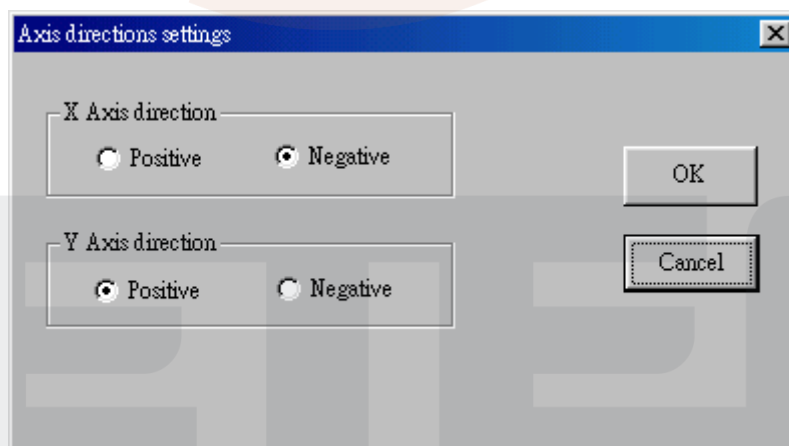 Axis directions settings
X Axis direction
Positive Negative
OK
Y Axis direction
Positive Negative
Cancel